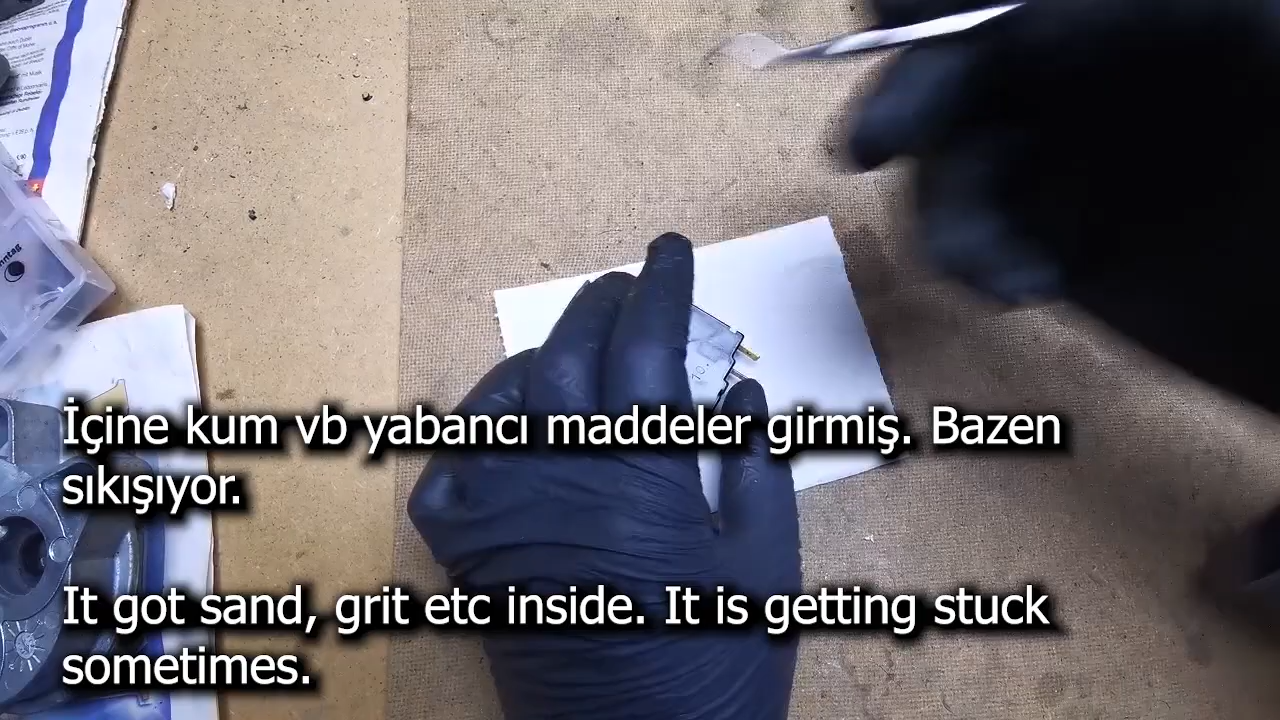 İçine kum vb yabancı maddeler girmiş. Bazen
sıkışıyor.
It got sand, grit etc inside. It is getting stuck
sometimes.
10.